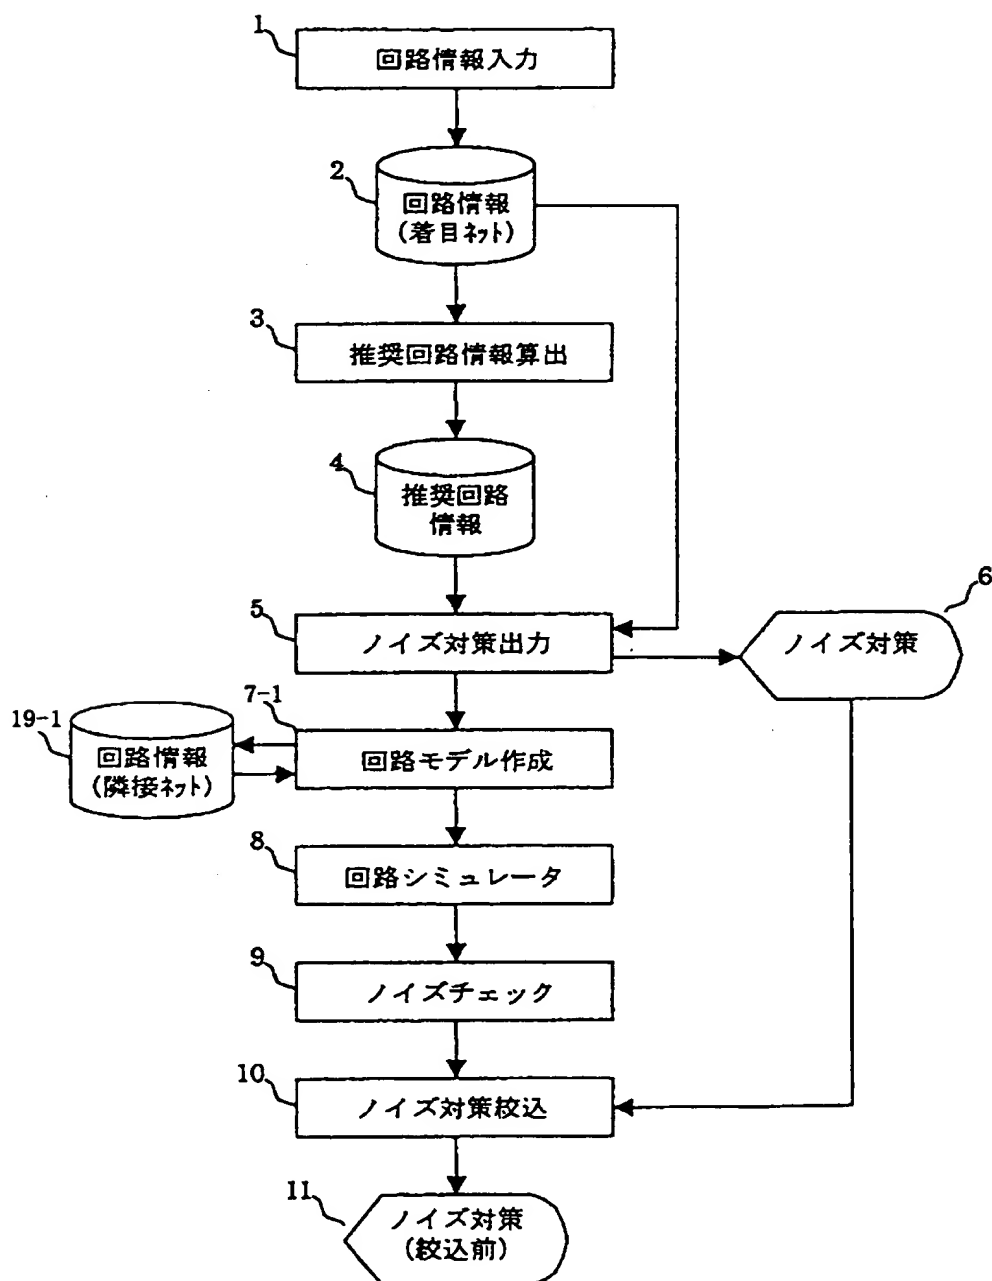 1
回路情報入力
2
回路情報
(着目ネット)
3
推奨回路情報算出
4
推奨回路
情報
5
ノイズ対策出力
6
ノイズ対策
7-1
回路モデル作成
19-1
回路情報
(隣接ネット)
8
回路シミュレータ
9
ノイズチェック
10
ノイズ対策絞込
11
ノイズ対策
(絞込前)